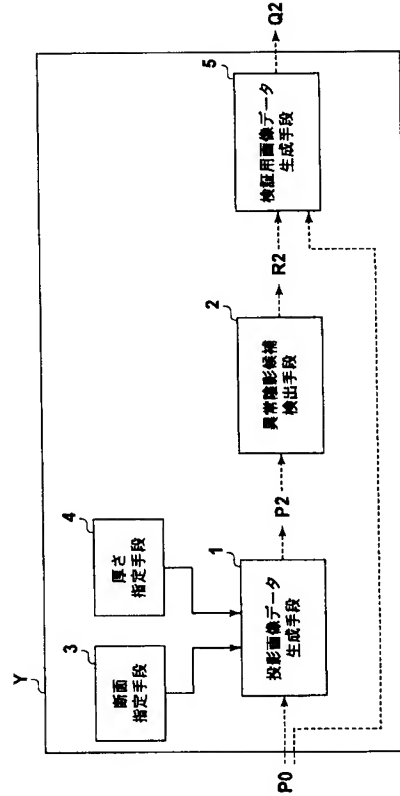 Y
3
断面
指定手段
4
厚さ
指定手段
P0
1
投影画像データ
生成手段
P2
2
異常陰影候補
検出手段
R2
5
検証用画像データ
生成手段
Q2